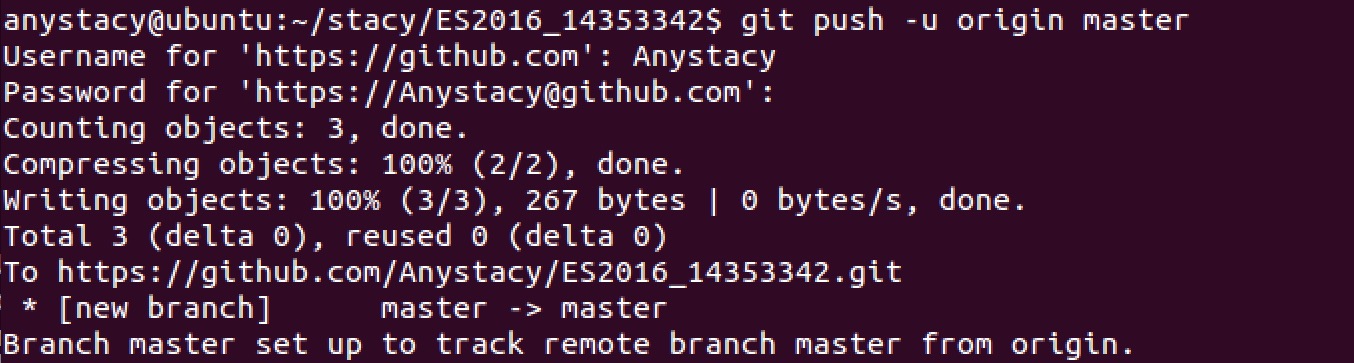 anystacy@ubuntu:~/stacy/ES2016_14353342$ git push -u origin master
Username for 'https://github.com': Anystacy
Password for 'https://Anystacy@github.com':
Counting objects: 3, done.
Compressing objects: 100% (2/2), done.
Writing objects: 100% (3/3), 267 bytes | 0 bytes/s, done.
Total 3 (delta 0), reused 0 (delta 0)
To https://github.com/Anystacy/ES2016_14353342.git
 * [new branch]      master -> master
Branch master set up to track remote branch master from origin.